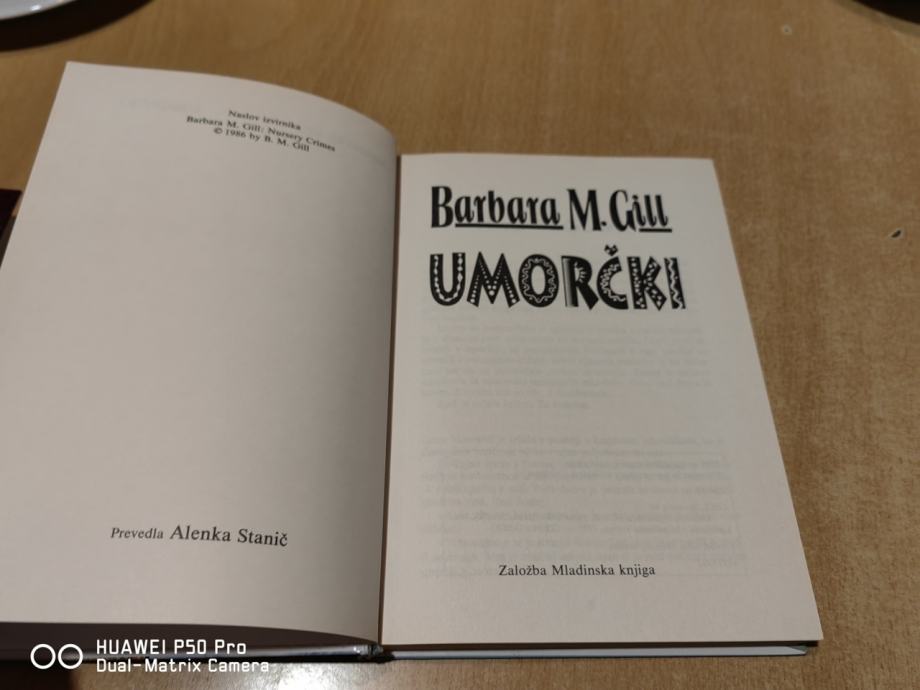 Naslov izvirnika
Barbara M. Gill: Nursery Crimes
© 1986 by B. M. Gill
Prevedla Alenka Stanič
Barbara M. Gill
UMORČKI
Založba Mladinska knjiga
HUAWEI P50 Pro
Dual-Matrix Camera